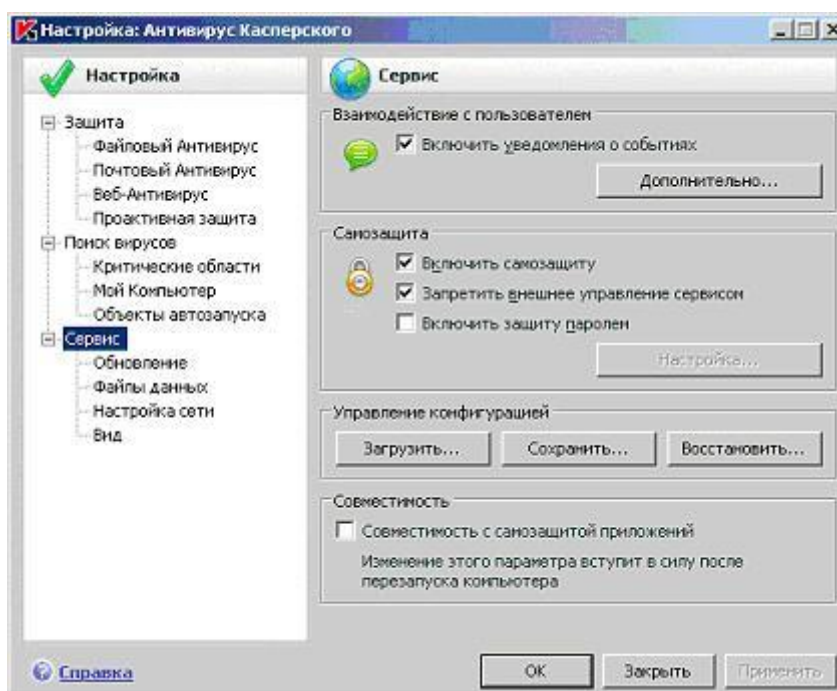 Настройка: Антивирус Касперского
Настройка
Защита
Файловый Антивирус
Почтовый Антивирус
Веб-Антивирус
Проактивная защита
Поиск вирусов
Критические области
Мой Компьютер
Объекты автозапуска
Сервис
Обновление
Файлы данных
Настройка сети
Вид
Справка
Сервис
Взаимодействие с пользователем
Включить уведомления о событиях
Дополнительно...
Самозащита
Включить самозащиту
Запретить внешнее управление сервисом
Включить защиту паролем
Настройка...
Управление конфигурацией
Загрузить...
Сохранить...
Восстановить...
Совместимость
Совместимость с самозащитой приложений
Изменение этого параметра вступит в силу после
перезапуска компьютера
ОК
Закрыть
Применить